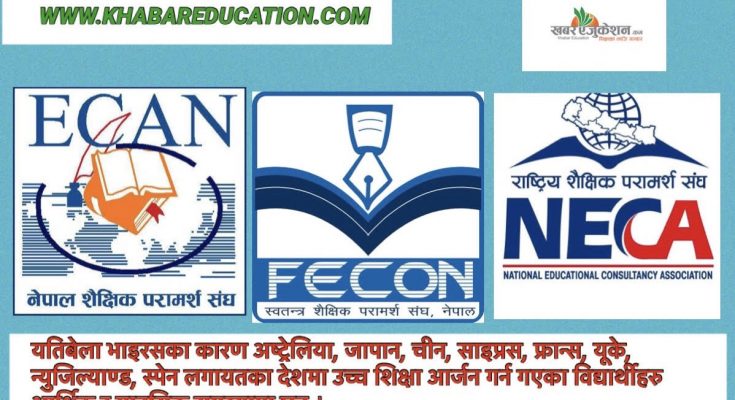 WWW.KHABAREDUCATION.COM
खबर एजुकेशन.कम
ECAN
नेपाल शैक्षिक परामर्श संघ
FECON
स्वतन्त्र शैक्षिक परामर्श संघ, नेपाल
राष्ट्रिय शैक्षिक परामर्श संघ
NECA
NATIONAL EDUCATIONAL CONSULTANCY ASSOCIATION
यतिबेला भाइरसका कारण अष्ट्रेलिया, जापान, चीन, साइप्रस, फ्रान्स, यूके,
न्युजिल्याण्ड, स्पेन लगायतका देशमा उच्च शिक्षा आर्जन गर्न गएका विद्यार्थीहरु